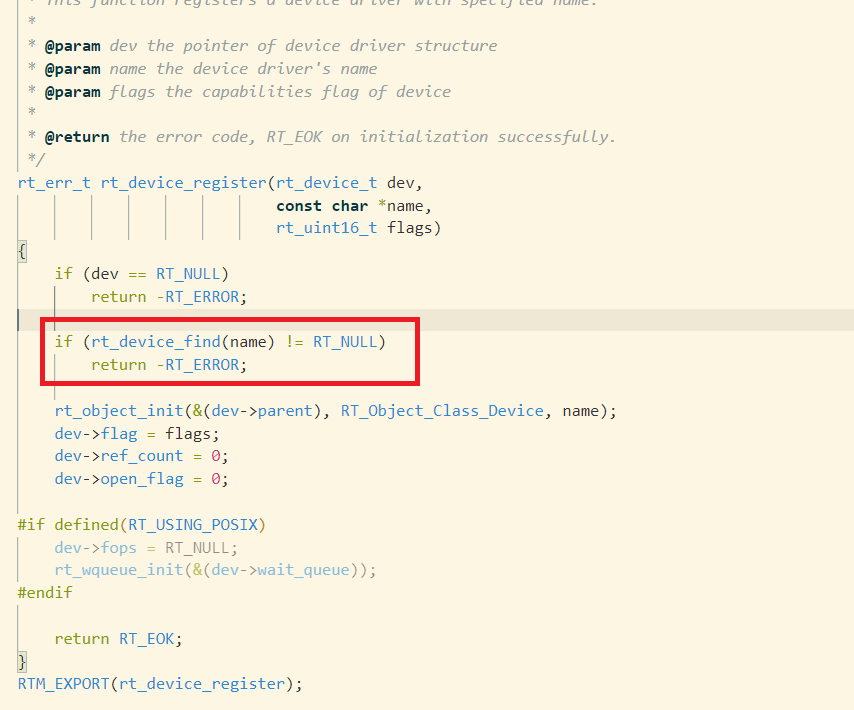 * This function registers a device driver with specified name.
*
* @param dev the pointer of device driver structure
* @param name the device driver's name
* @param flags the capabilities flag of device
*
* @return the error code, RT_EOK on initialization successfully.
*/
rt_err_t rt_device_register(rt_device_t dev,
const char *name,
rt_uint16_t flags)
{
if (dev == RT_NULL)
return -RT_ERROR;
if (rt_device_find(name) != RT_NULL)
return -RT_ERROR;
rt_object_init(&(dev->parent), RT_Object_Class_Device, name);
dev->flag = flags;
dev->ref_count = 0;
dev->open_flag = 0;
#if defined(RT_USING_POSIX)
dev->fops = RT_NULL;
rt_wqueue_init(&(dev->wait_queue));
#endif
return RT_EOK;
}
RTM_EXPORT(rt_device_register);